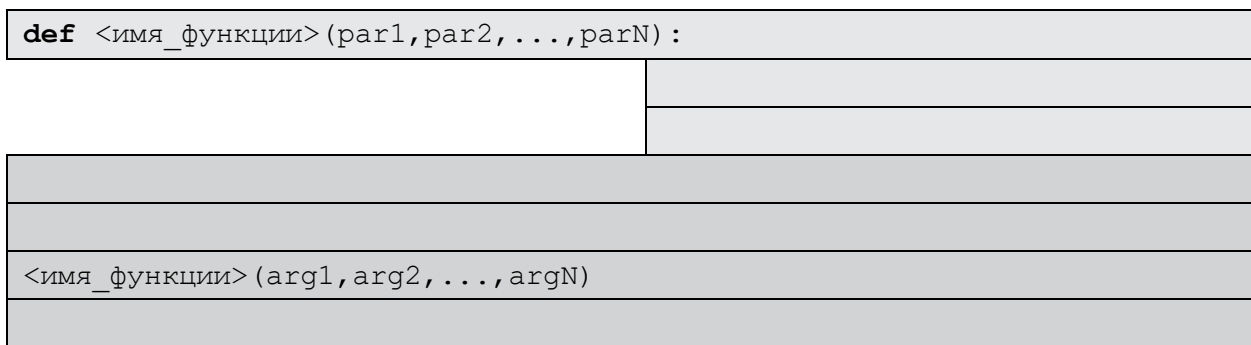 def <имя_функции>(par1,par2,...,parN):
<имя_функции>(arg1,arg2,...,argN)